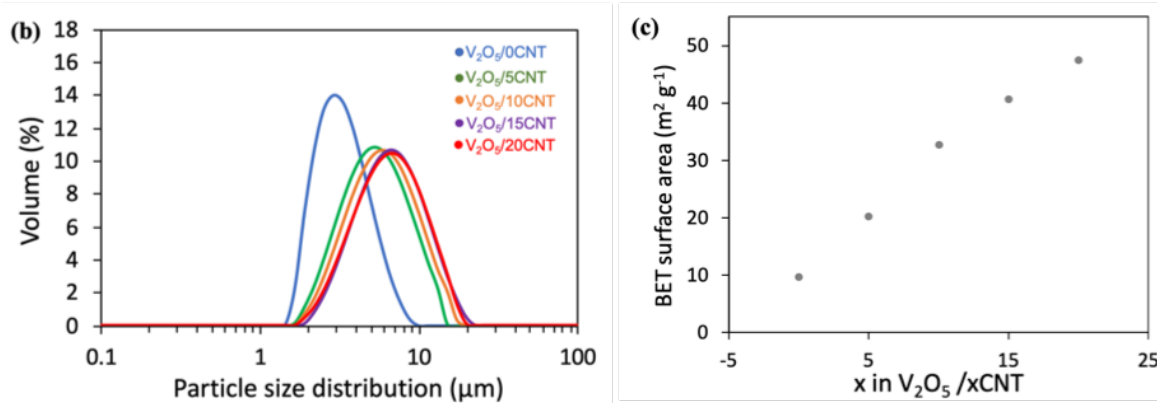 (b)
18
16
14
12
10
8
6
4
2
0
Volume (%)
V₂O₅/0CNT
V₂O₅/5CNT
V₂O₅/10CNT
V₂O₅/15CNT
V₂O₅/20CNT
0.1 1 10 100
Particle size distribution (μm)
(c)
50
40
30
20
10
0
BET surface area (m² g⁻¹)
-5 5 15 25
x in V₂O₅ /xCNT